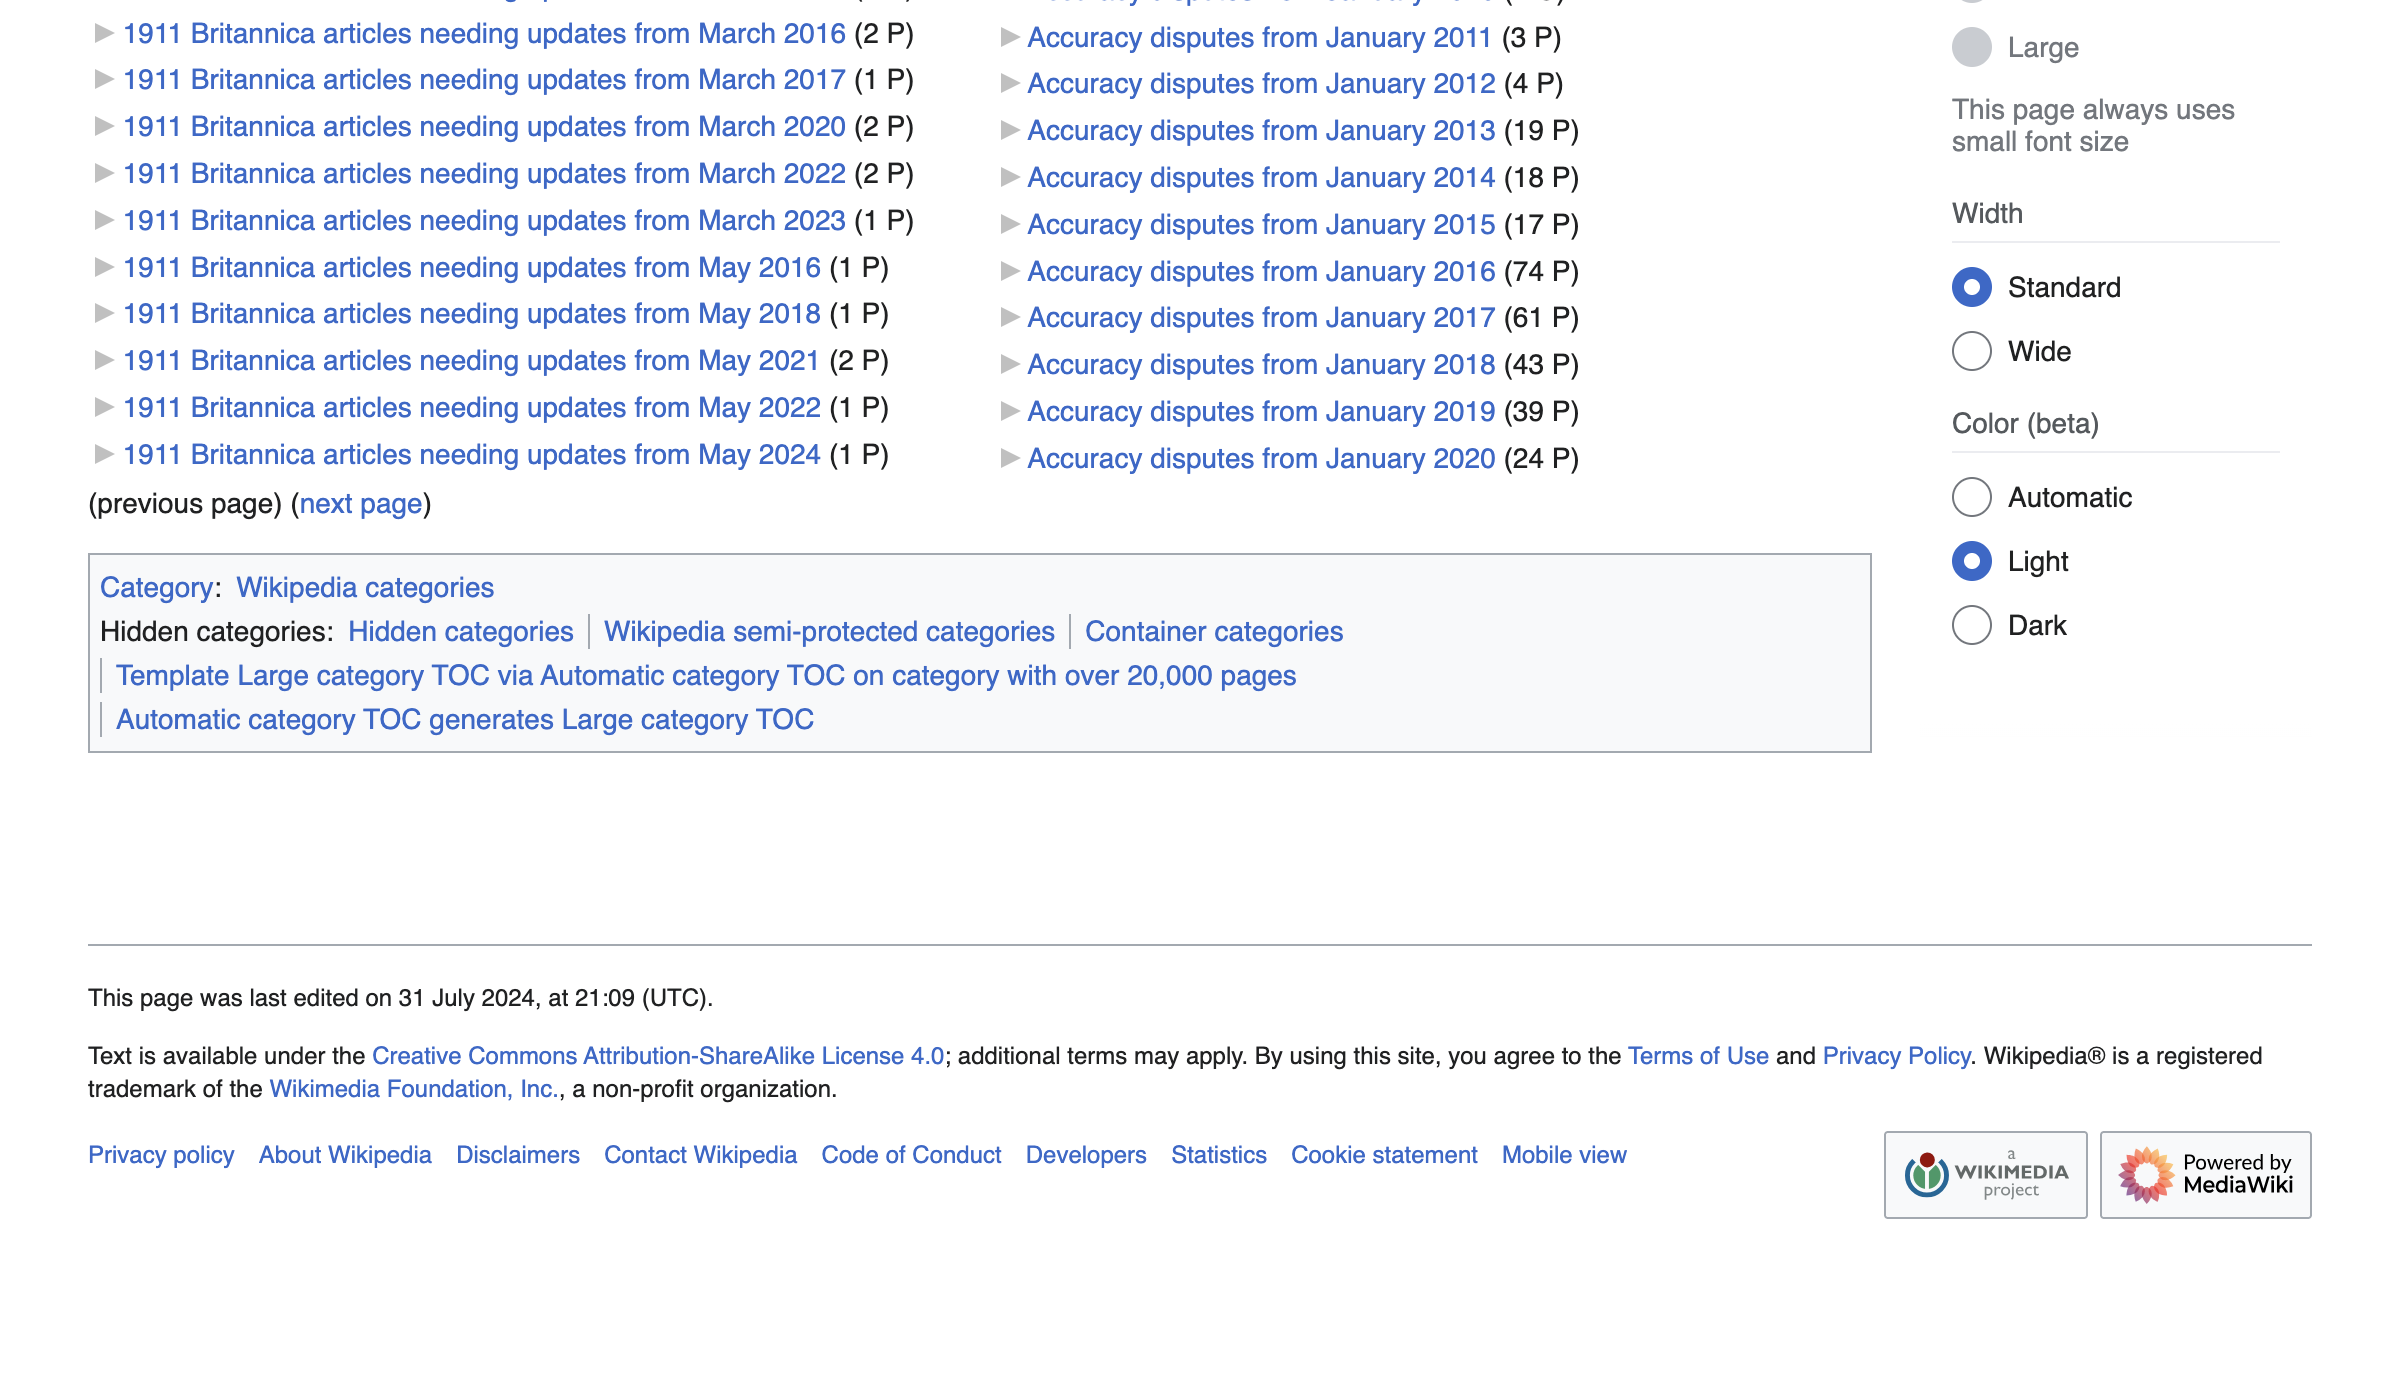 1911 Britannica articles needing updates from March 2016 (2 P)
1911 Britannica articles needing updates from March 2017 (1 P)
1911 Britannica articles needing updates from March 2020 (2 P)
1911 Britannica articles needing updates from March 2022 (2 P)
1911 Britannica articles needing updates from March 2023 (1 P)
1911 Britannica articles needing updates from May 2016 (1 P)
1911 Britannica articles needing updates from May 2018 (1 P)
1911 Britannica articles needing updates from May 2021 (2 P)
1911 Britannica articles needing updates from May 2022 (1 P)
1911 Britannica articles needing updates from May 2024 (1 P)
Accuracy disputes from January 2011 (3 P)
Accuracy disputes from January 2012 (4 P)
Accuracy disputes from January 2013 (19 P)
Accuracy disputes from January 2014 (18 P)
Accuracy disputes from January 2015 (17 P)
Accuracy disputes from January 2016 (74 P)
Accuracy disputes from January 2017 (61 P)
Accuracy disputes from January 2018 (43 P)
Accuracy disputes from January 2019 (39 P)
Accuracy disputes from January 2020 (24 P)
(previous page) (next page)
Category: Wikipedia categories
Hidden categories: Hidden categories | Wikipedia semi-protected categories | Container categories
| Template Large category TOC via Automatic category TOC on category with over 20,000 pages
| Automatic category TOC generates Large category TOC
Large
This page always uses
small font size
Width
Standard
Wide
Color (beta)
Automatic
Light
Dark
This page was last edited on 31 July 2024, at 21:09 (UTC).
Text is available under the Creative Commons Attribution-ShareAlike License 4.0; additional terms may apply. By using this site, you agree to the Terms of Use and Privacy Policy. Wikipedia® is a registered
trademark of the Wikimedia Foundation, Inc., a non-profit organization.
Privacy policy About Wikipedia Disclaimers Contact Wikipedia Code of Conduct Developers Statistics Cookie statement Mobile view
a
WIKIMEDIA
project
Powered by
MediaWiki